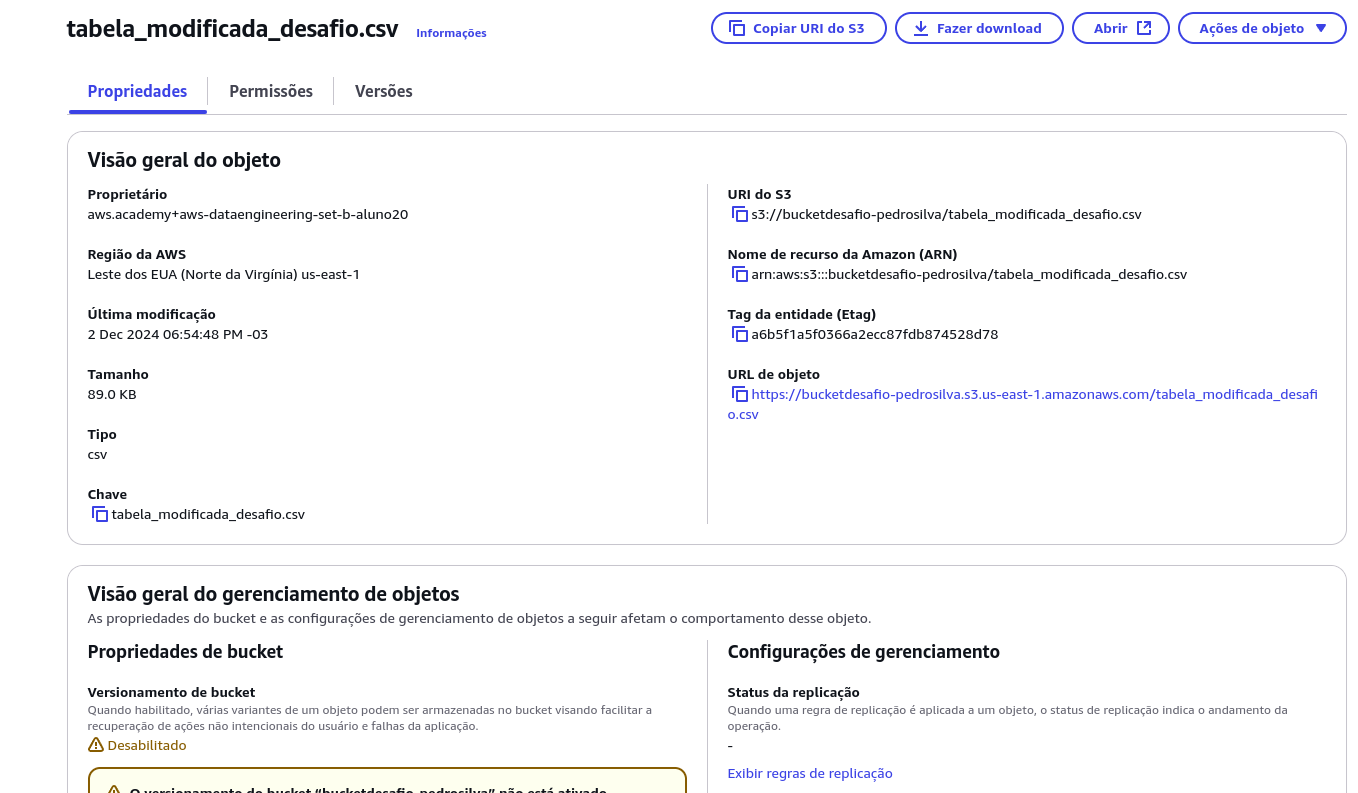 tabela_modificada_desafio.csv Informações
Copiar URI do S3 Fazer download Abrir Ações de objeto
Propriedades Permissões Versões
Visão geral do objeto
Proprietário
aws.academy+aws-dataengineering-set-b-aluno20
Região da AWS
Leste dos EUA (Norte da Virgínia) us-east-1
Última modificação
2 Dec 2024 06:54:48 PM -03
Tamanho
89.0 KB
Tipo
csv
Chave
tabela_modificada_desafio.csv
URI do S3
s3://bucketdesafio-pedrosilva/tabela_modificada_desafio.csv
Nome de recurso da Amazon (ARN)
arn:aws:s3:::bucketdesafio-pedrosilva/tabela_modificada_desafio.csv
Tag da entidade (Etag)
a6b5f1a5f0366a2ecc87fdb874528d78
URL de objeto
https://bucketdesafio-pedrosilva.s3.us-east-1.amazonaws.com/tabela_modificada_desafi
o.csv
Visão geral do gerenciamento de objetos
As propriedades do bucket e as configurações de gerenciamento de objetos a seguir afetam o comportamento desse objeto.
Propriedades de bucket
Versionamento de bucket
Quando habilitado, várias variantes de um objeto podem ser armazenadas no bucket visando facilitar a
recuperação de ações não intencionais do usuário e falhas da aplicação.
Desabilitado
O versionamento do bucket “bucketdesafio-pedrosilva” não está ativado
Configurações de gerenciamento
Status da replicação
Quando uma regra de replicação é aplicada a um objeto, o status de replicação indica o andamento da
operação.
-
Exibir regras de replicação